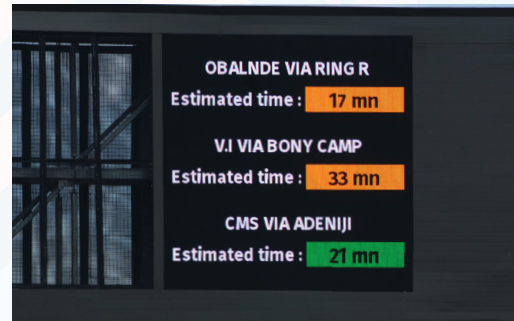 OBALNDE VIA RING R
Estimated time : 17 mn
V.I VIA BONY CAMP
Estimated time : 33 mn
CMS VIA ADENIJI
Estimated time : 21 mn